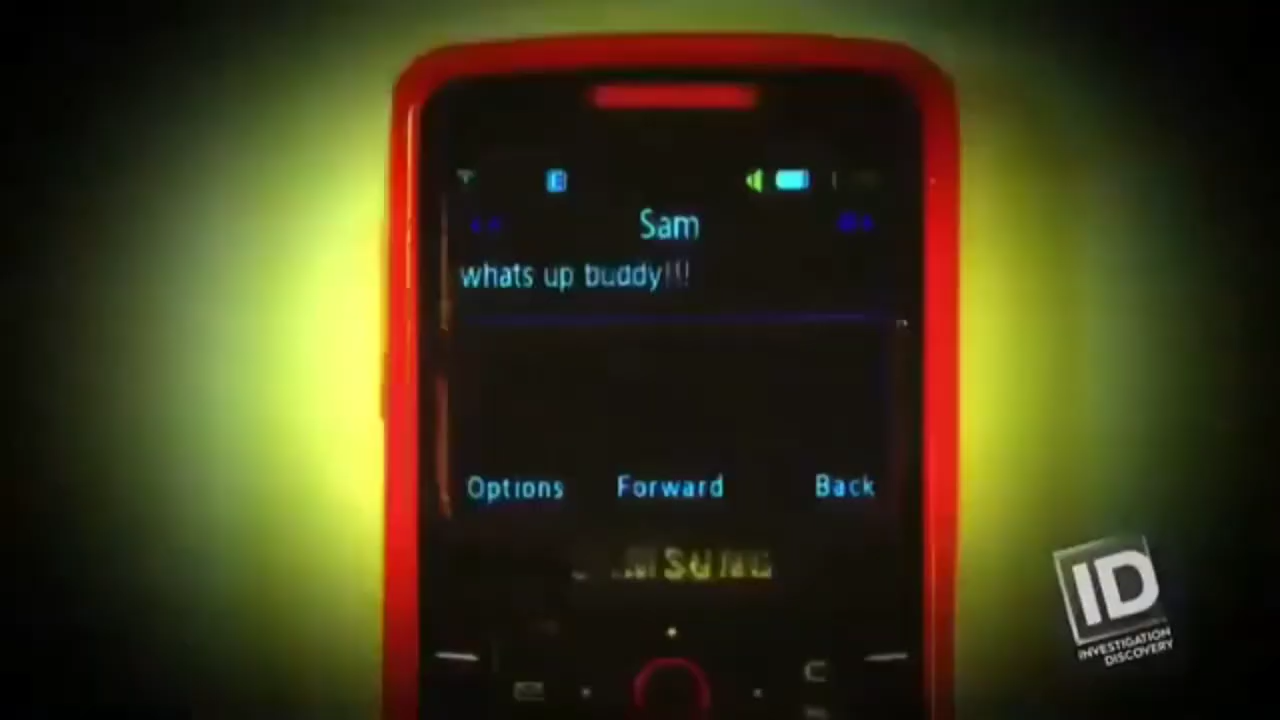 Sam
whats up buddy!!!
Options Forward Back
SAMSUNG
ID
INVESTIGATION
DISCOVERY